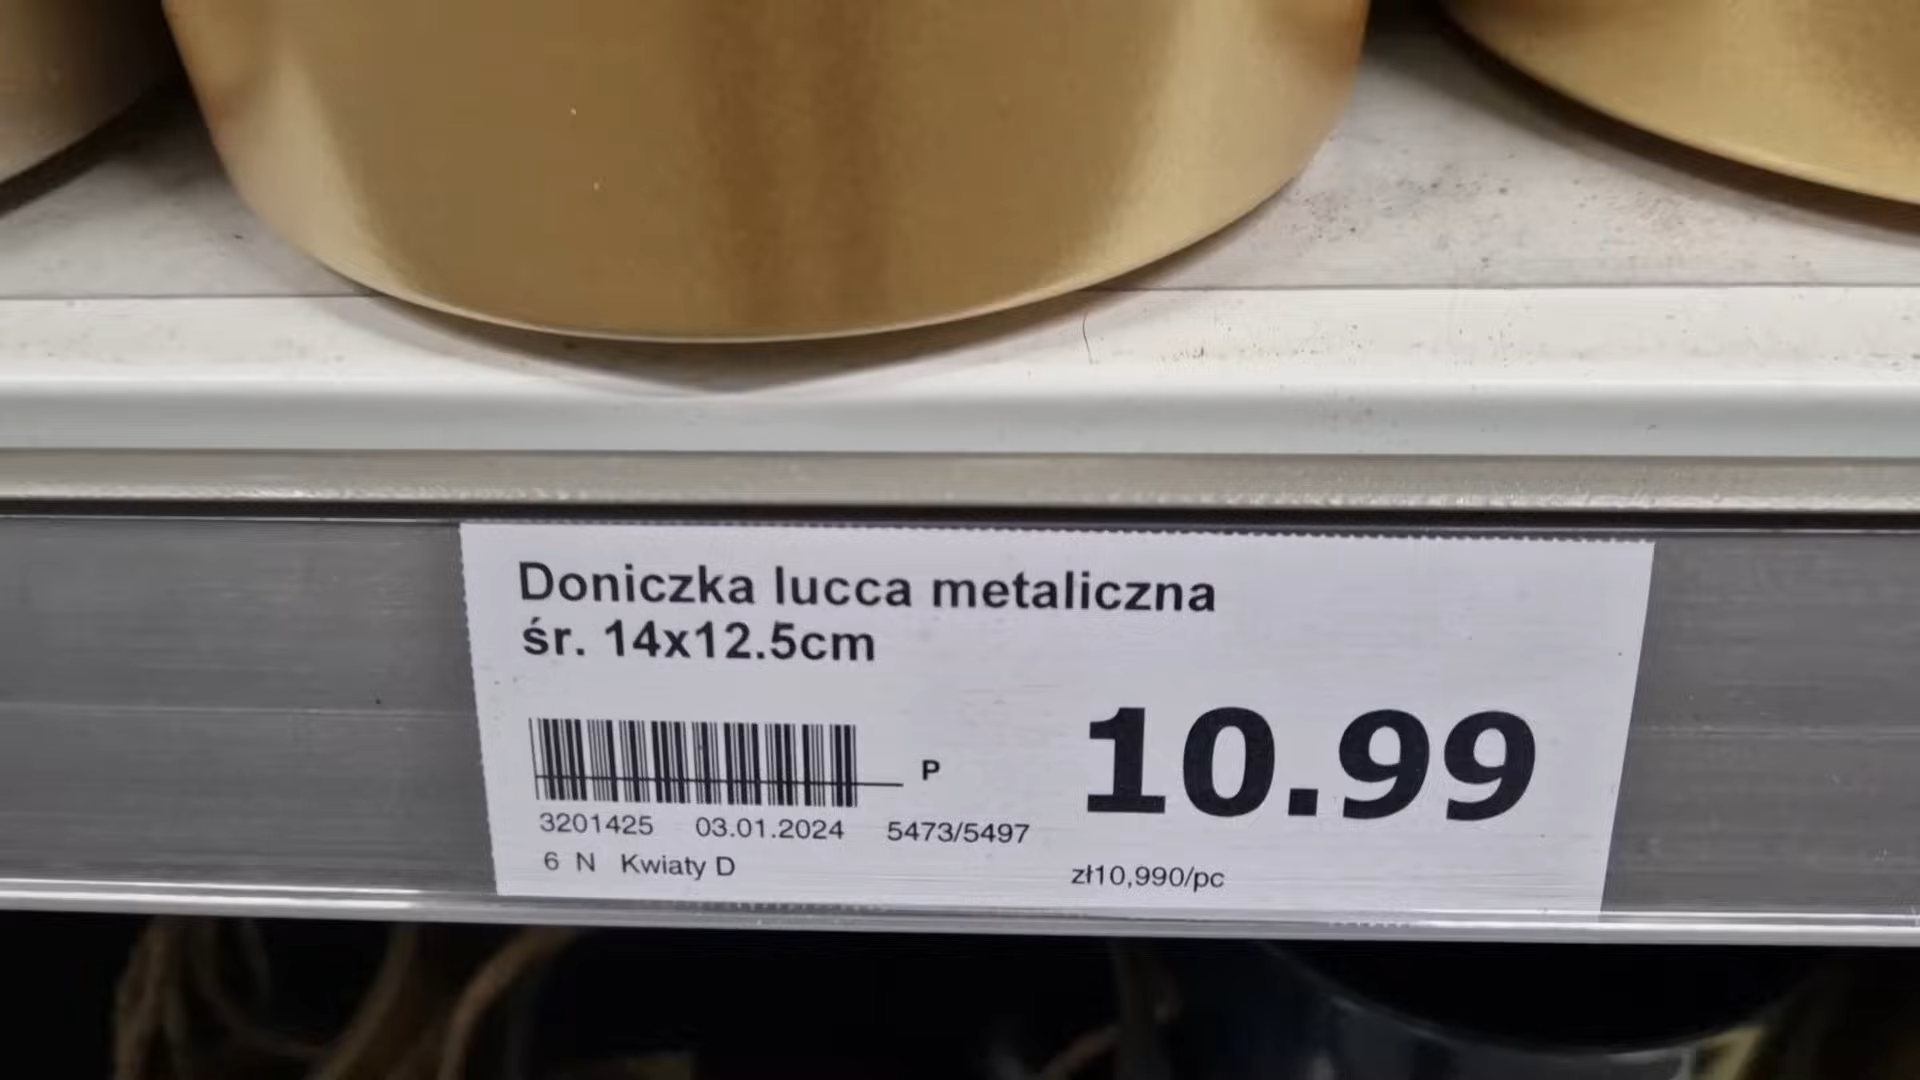 Doniczka lucca metaliczna
śr. 14x12.5cm
P
10.99
3201425 03.01.2024 5473/5497
6 N Kwiaty D
zł10,990/pc